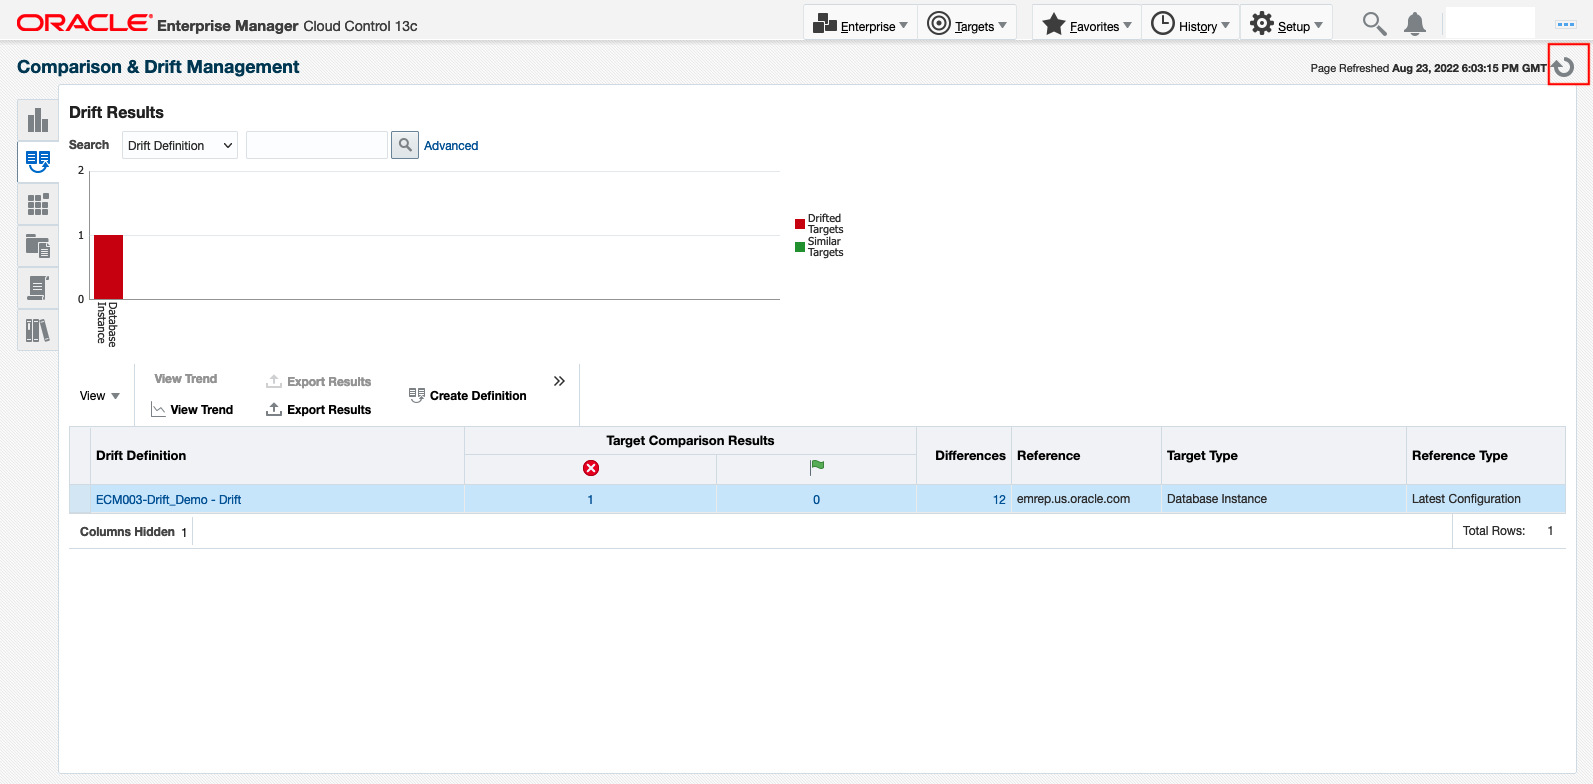 ORACLE Enterprise Manager Cloud Control 13c
Enterprise
Targets
Favorites
History
Setup
Comparison & Drift Management
Page Refreshed Aug 23, 2022 6:03:15 PM GMT
Drift Results
Search
Drift Definition
Advanced
2
1
0
Database
Instance
Drifted
Targets
Similar
Targets
View
View Trend
Export Results
View Trend
Export Results
Create Definition
Drift Definition
Target Comparison Results
Differences
Reference
Target Type
Reference Type
ECM003-Drift_Demo - Drift
1
0
12
emrep.us.oracle.com
Database Instance
Latest Configuration
Columns Hidden 1
Total Rows: 1